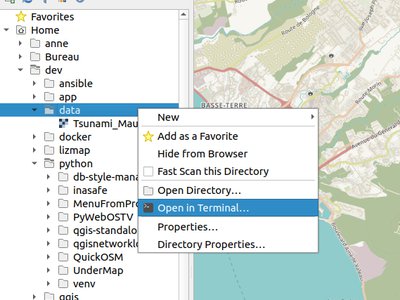 Favorites
Home
anne
Bureau
dev
ansible
app
data
Tsunami_Mau
docker
lizmap
python
db-style-mana
inasafe
MenuFromPro
PyWebOSTV
qgis-standalo
qgisnetworklo
QuickOSM
UnderMap
venv
qgis
New
Add as a Favorite
Hide from Browser
Fast Scan this Directory
Open Directory…
Open in Terminal…
Properties…
Directory Properties…
Route de Bologne
BASSE-TERRE